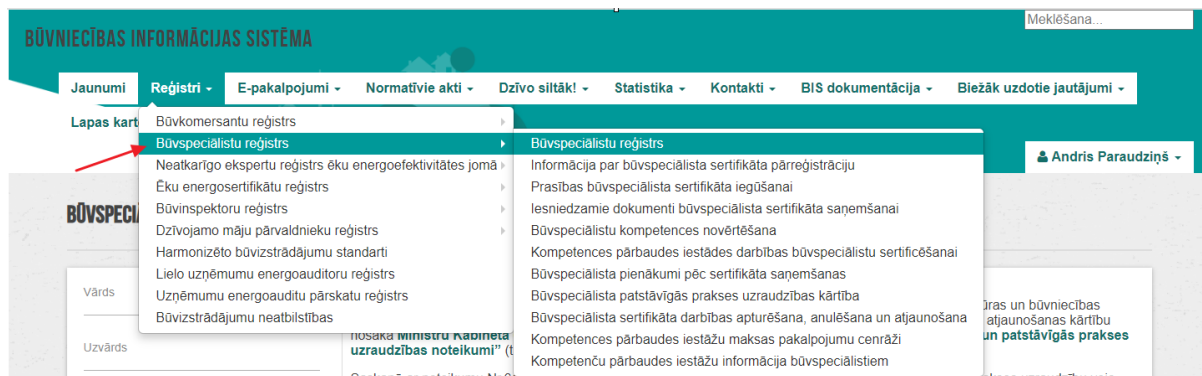 Meklēšana...
BŪVNIECĪBAS INFORMĀCIJAS SISTĒMA
Jaunumi Reģistri E-pakalpojumi Normatīvie akti Dzīvo siltāk! Statistika Kontakti BIS dokumentācija Biežāk uzdotie jautājumi
Lapas kart
Andris Paraudziņš
Būvkomersantu reģistrs
Būvspeciālistu reģistrs
Neatkarīgo ekspertu reģistrs ēku energoefektivitātes jomā
Ēku energosertifikātu reģistrs
Būvinspektoru reģistrs
Dzīvojamo māju pārvaldnieku reģistrs
Harmonizēto būvizstrādājumu standarti
Lielo uzņēmumu energoauditoru reģistrs
Uzņēmumu energoauditu pārskatu reģistrs
Būvizstrādājumu neatbilstības
Būvspeciālistu reģistrs
Informācija par būvspeciālista sertifikāta pārreģistrāciju
Prasības būvspeciālista sertifikāta iegūšanai
Iesniedzamie dokumenti būvspeciālista sertifikāta saņemšanai
Būvspeciālistu kompetences novērtēšana
Kompetences pārbaudes iestādes darbības būvspeciālistu sertificēšanai
Būvspeciālista pienākumi pēc sertifikāta saņemšanas
Būvspeciālista patstāvīgās prakses uzraudzības kārtība
Būvspeciālista sertifikāta darbības apturēšana, anulēšana un atjaunošana
Kompetences pārbaudes iestāžu maksas pakalpojumu cenrāži
Kompetenču pārbaudes iestāžu informācija būvspeciālistiem
BŪVSPECI
Vārds
Uzvārds
ūras un būvniecības
atjaunošanas kārtību
nosaka Ministru Kabineta un patstāvīgās prakses
uzraudzības noteikumi” (t